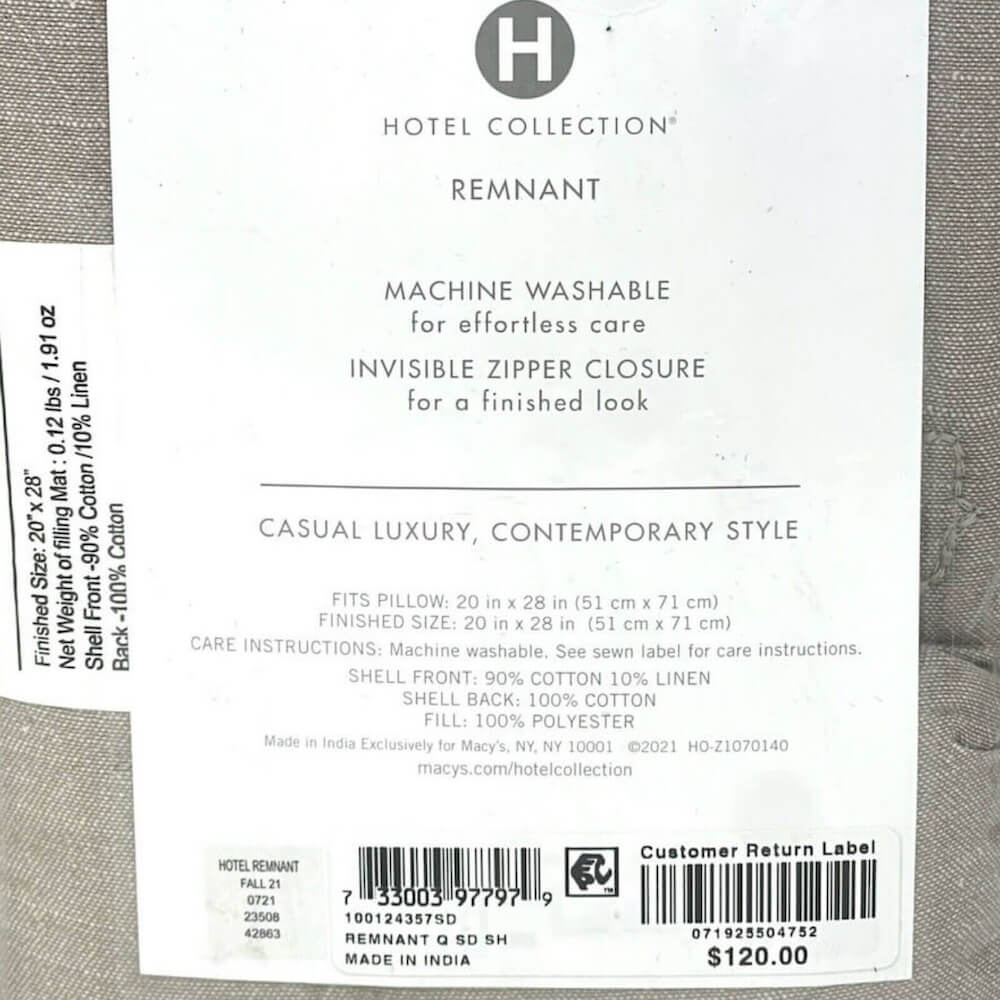 H
HOTEL COLLECTION®
REMNANT
MACHINE WASHABLE
for effortless care
INVISIBLE ZIPPER CLOSURE
for a finished look
CASUAL LUXURY, CONTEMPORARY STYLE
FITS PILLOW: 20 in x 28 in (51 cm x 71 cm)
FINISHED SIZE: 20 in x 28 in (51 cm x 71 cm)
CARE INSTRUCTIONS: Machine washable. See sewn label for care instructions.
SHELL FRONT: 90% COTTON 10% LINEN
SHELL BACK: 100% COTTON
FILL: 100% POLYESTER
Made in India Exclusively for Macy's, NY, NY 10001 ©2021 HO-Z1070140
macys.com/hotelcollection
Finished Size: 20"x 28"
Net Weight of filling Mat : 0.12 lbs / 1.91 oz
Shell Front -90% Cotton /10% Linen
Back -100% Cotton
HOTEL REMNANT
FALL 21
0721
23508
42863
7 33003 97797 9
100124357SD
REMNANT Q SD SH
MADE IN INDIA
Customer Return Label
071925504752
$120.00